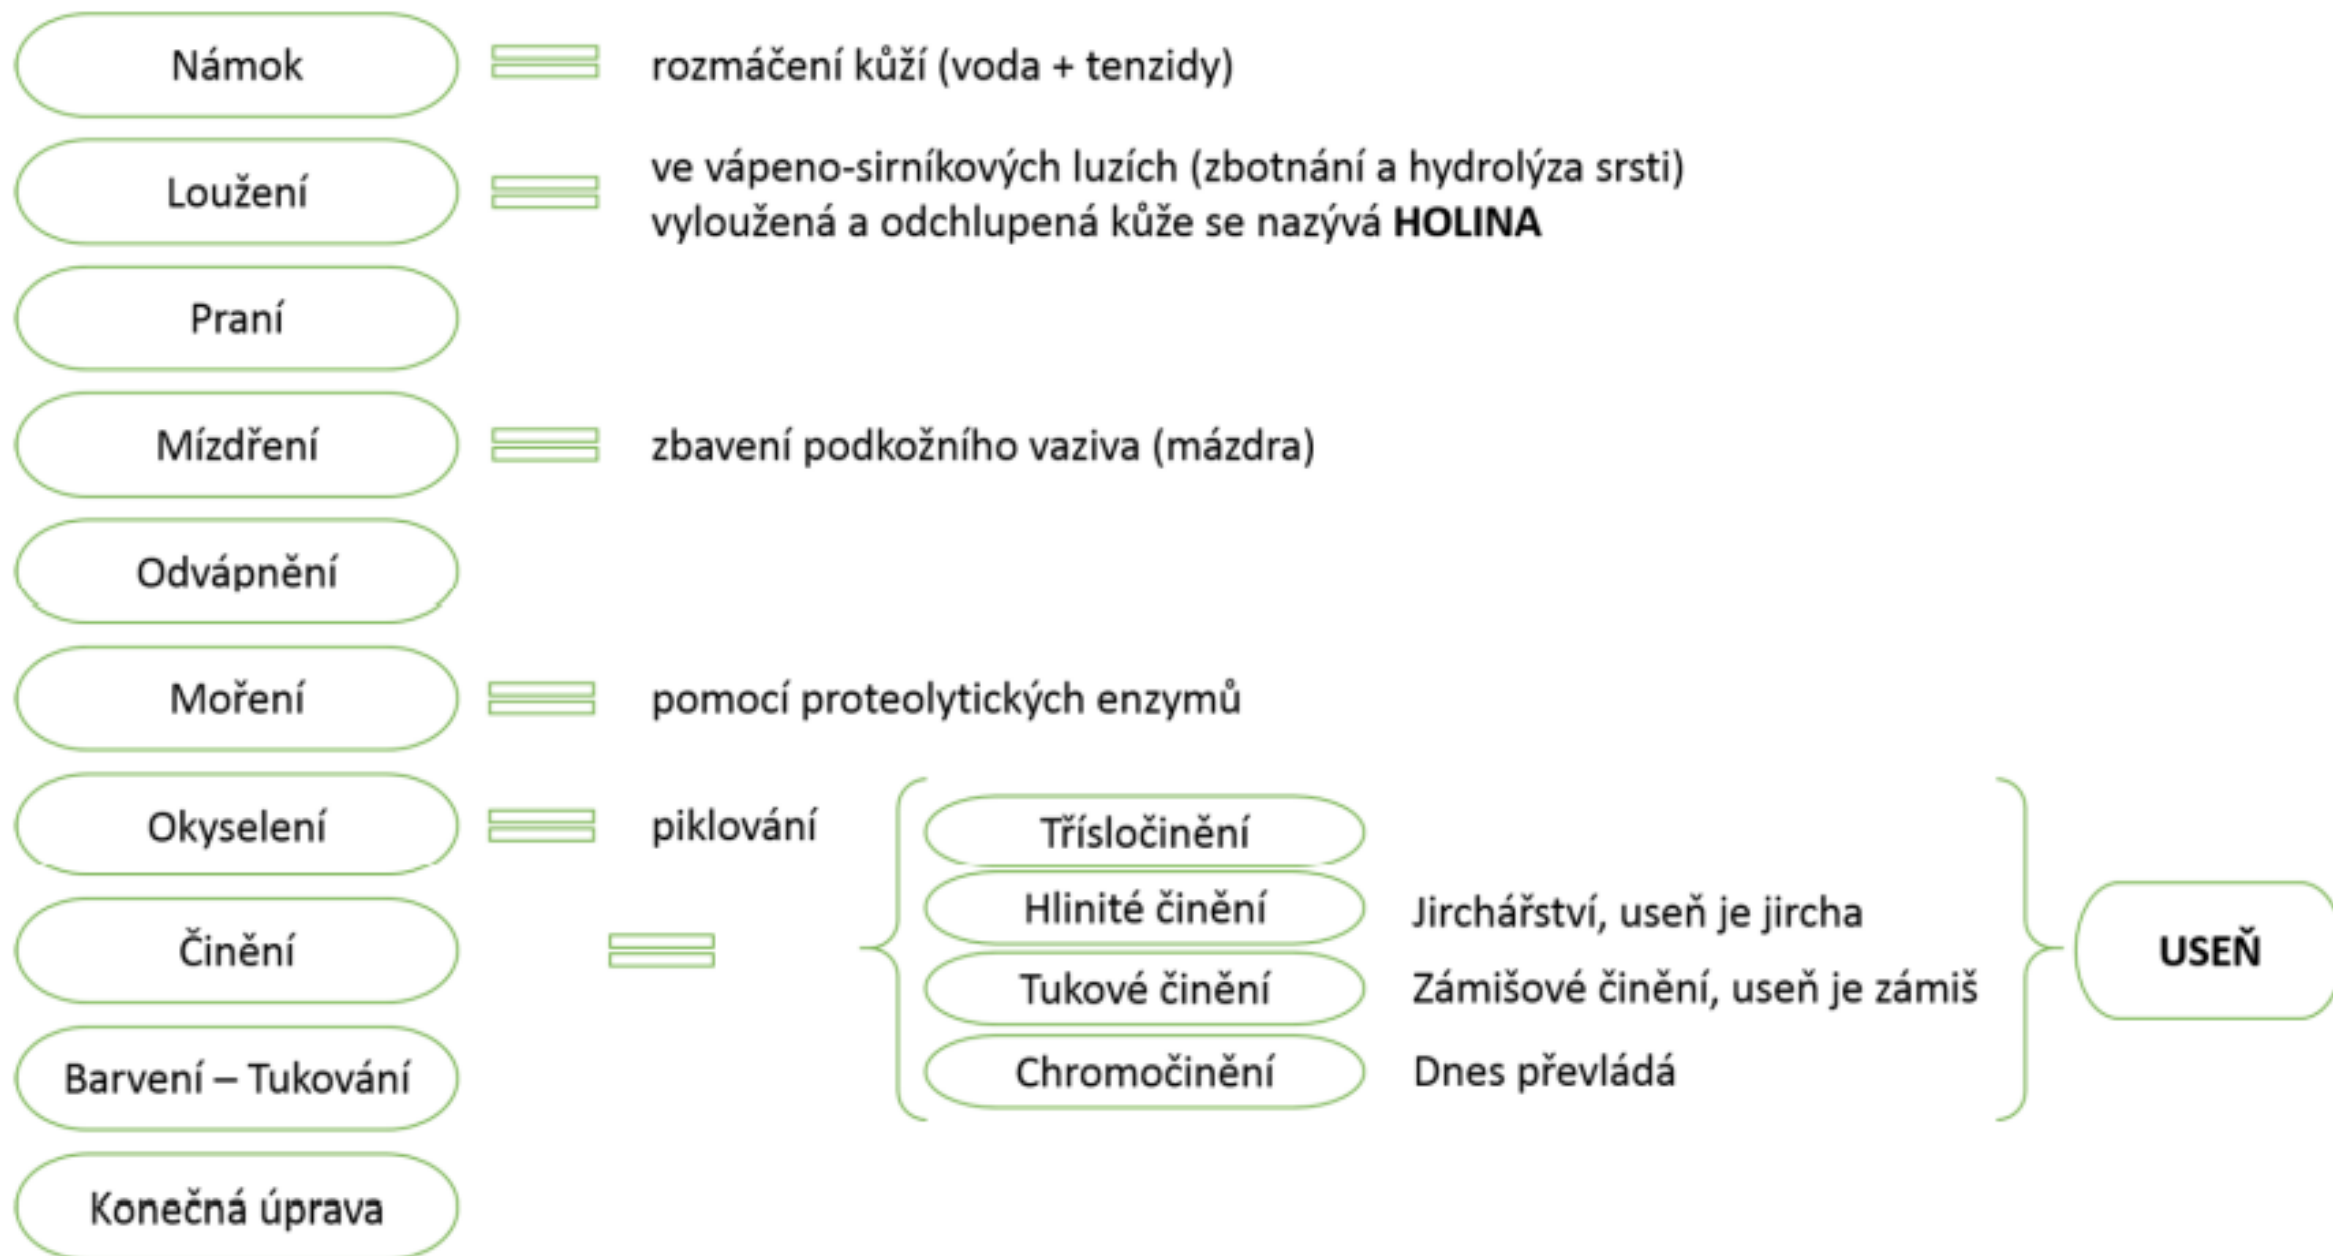 Námok
rozmáčení kůží (voda + tenzidy)
Loužení
ve vápeno-sirníkových luzích (zbotnání a hydrolýza srsti)
vyloužená a odchlupená kůže se nazývá HOLINA
Praní
Mízdření
zbavení podkožního vaziva (mázdra)
Odvápnění
Moření
pomocí proteolytických enzymů
Okyselení
piklování
Činění
Třísločinění
Hlinité činění
Jirchářství, useň je jircha
Tukové činění
Zámišové činění, useň je zámiš
Chromočinění
Dnes převládá
USEŇ
Barvení – Tukování
Konečná úprava